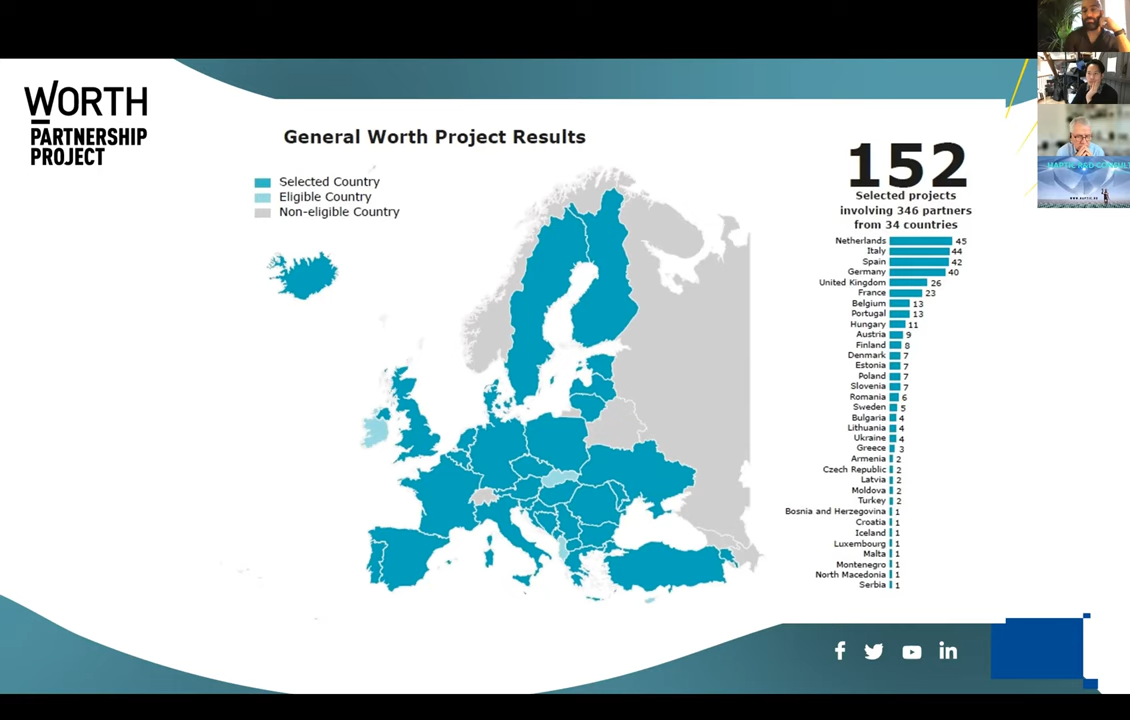 WORTH
PARTNERSHIP
PROJECT
General Worth Project Results
Selected Country
Eligible Country
Non-eligible Country
152
Selected projects
involving 346 partners
from 34 countries
Netherlands 45
Italy 44
Spain 42
Germany 40
United Kingdom 26
France 23
Belgium 13
Portugal 13
Hungary 11
Austria 9
Finland 8
Denmark 7
Estonia 7
Poland 7
Slovenia 7
Romania 6
Sweden 5
Bulgaria 4
Lithuania 4
Ukraine 4
Greece 3
Armenia 2
Czech Republic 2
Latvia 2
Moldova 2
Turkey 2
Bosnia and Herzegovina 1
Croatia 1
Iceland 1
Luxembourg 1
Malta 1
Montenegro 1
North Macedonia 1
Serbia 1